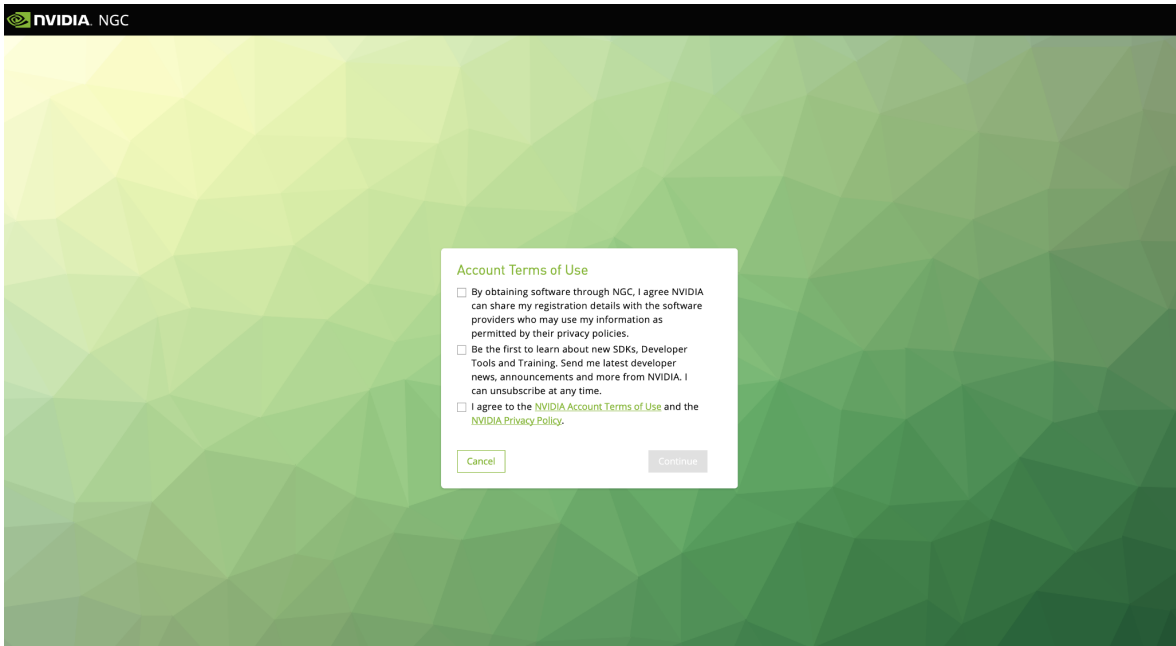 NVIDIA. NGC
Account Terms of Use
By obtaining software through NGC, I agree NVIDIA
can share my registration details with the software
providers who may use my information as
permitted by their privacy policies.
Be the first to learn about new SDKs, Developer
Tools and Training. Send me latest developer
news, announcements and more from NVIDIA. I
can unsubscribe at any time.
I agree to the NVIDIA Account Terms of Use and the
NVIDIA Privacy Policy.
Cancel Continue